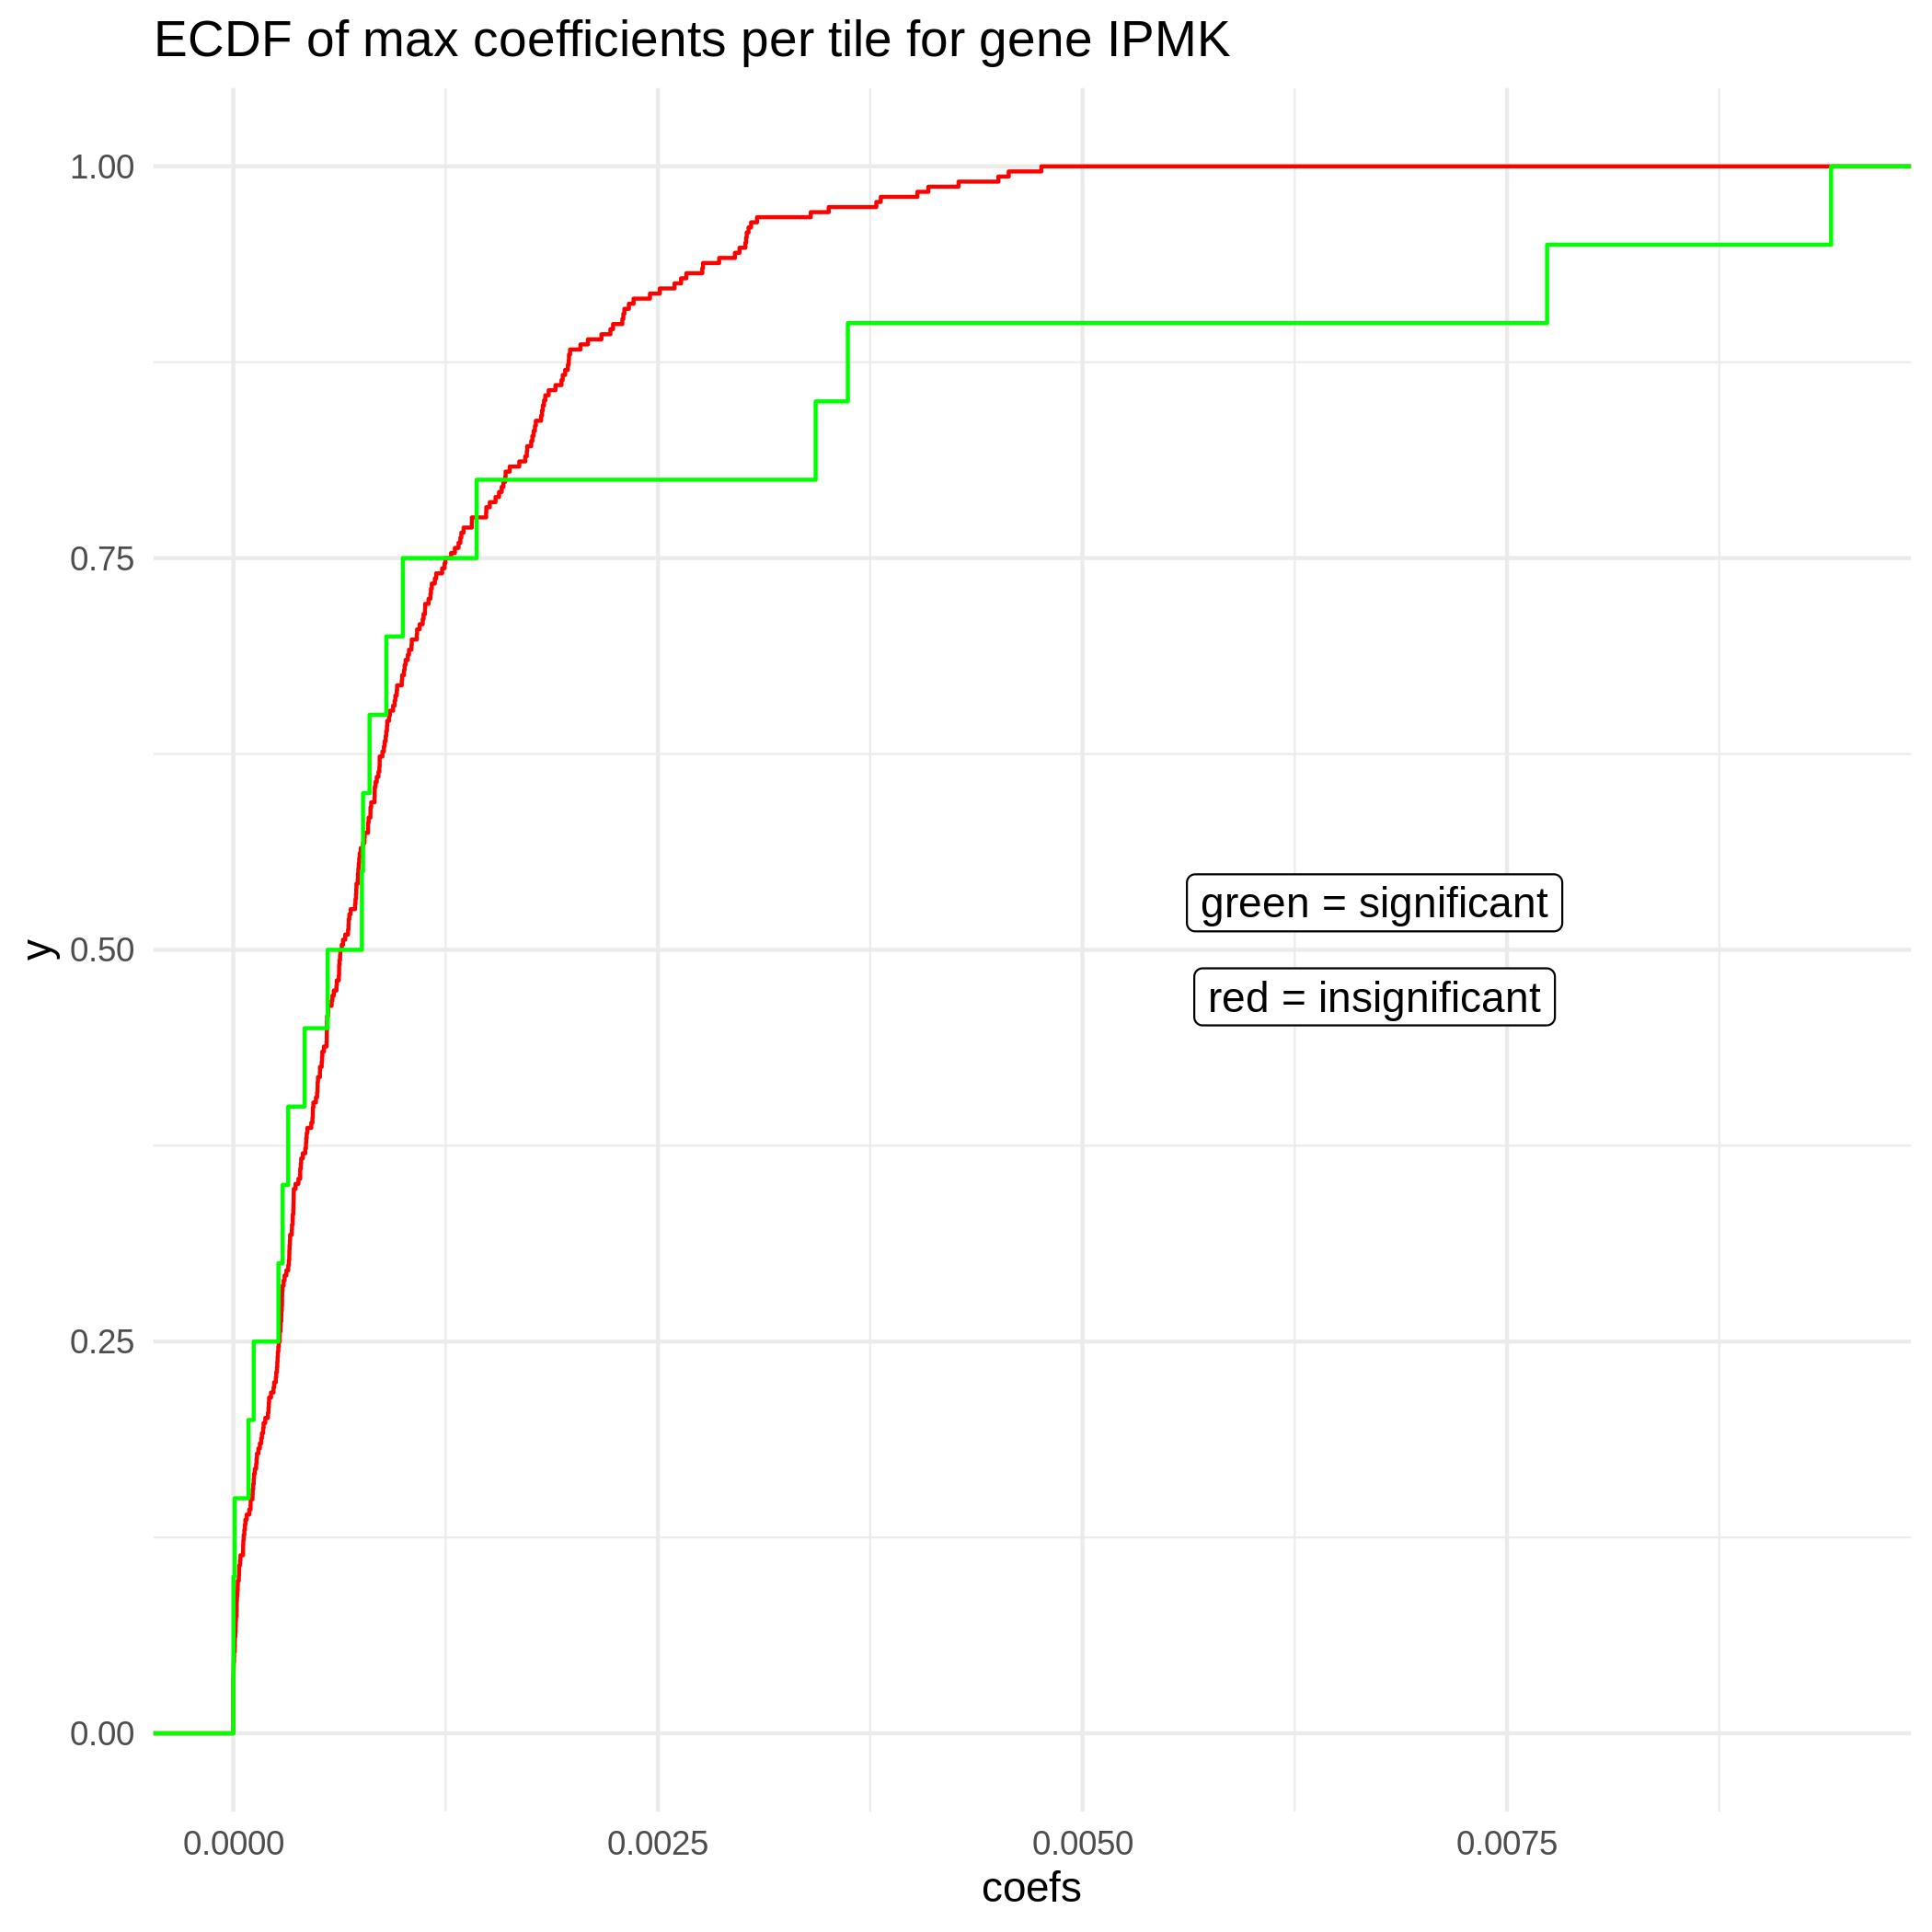 ECDF of max coefficients per tile for gene IPMK
1.00
0.75
0.50
0.25
0.00
y
green = significant
red = insignificant
0.0000 0.0025 0.0050 0.0075
coefs